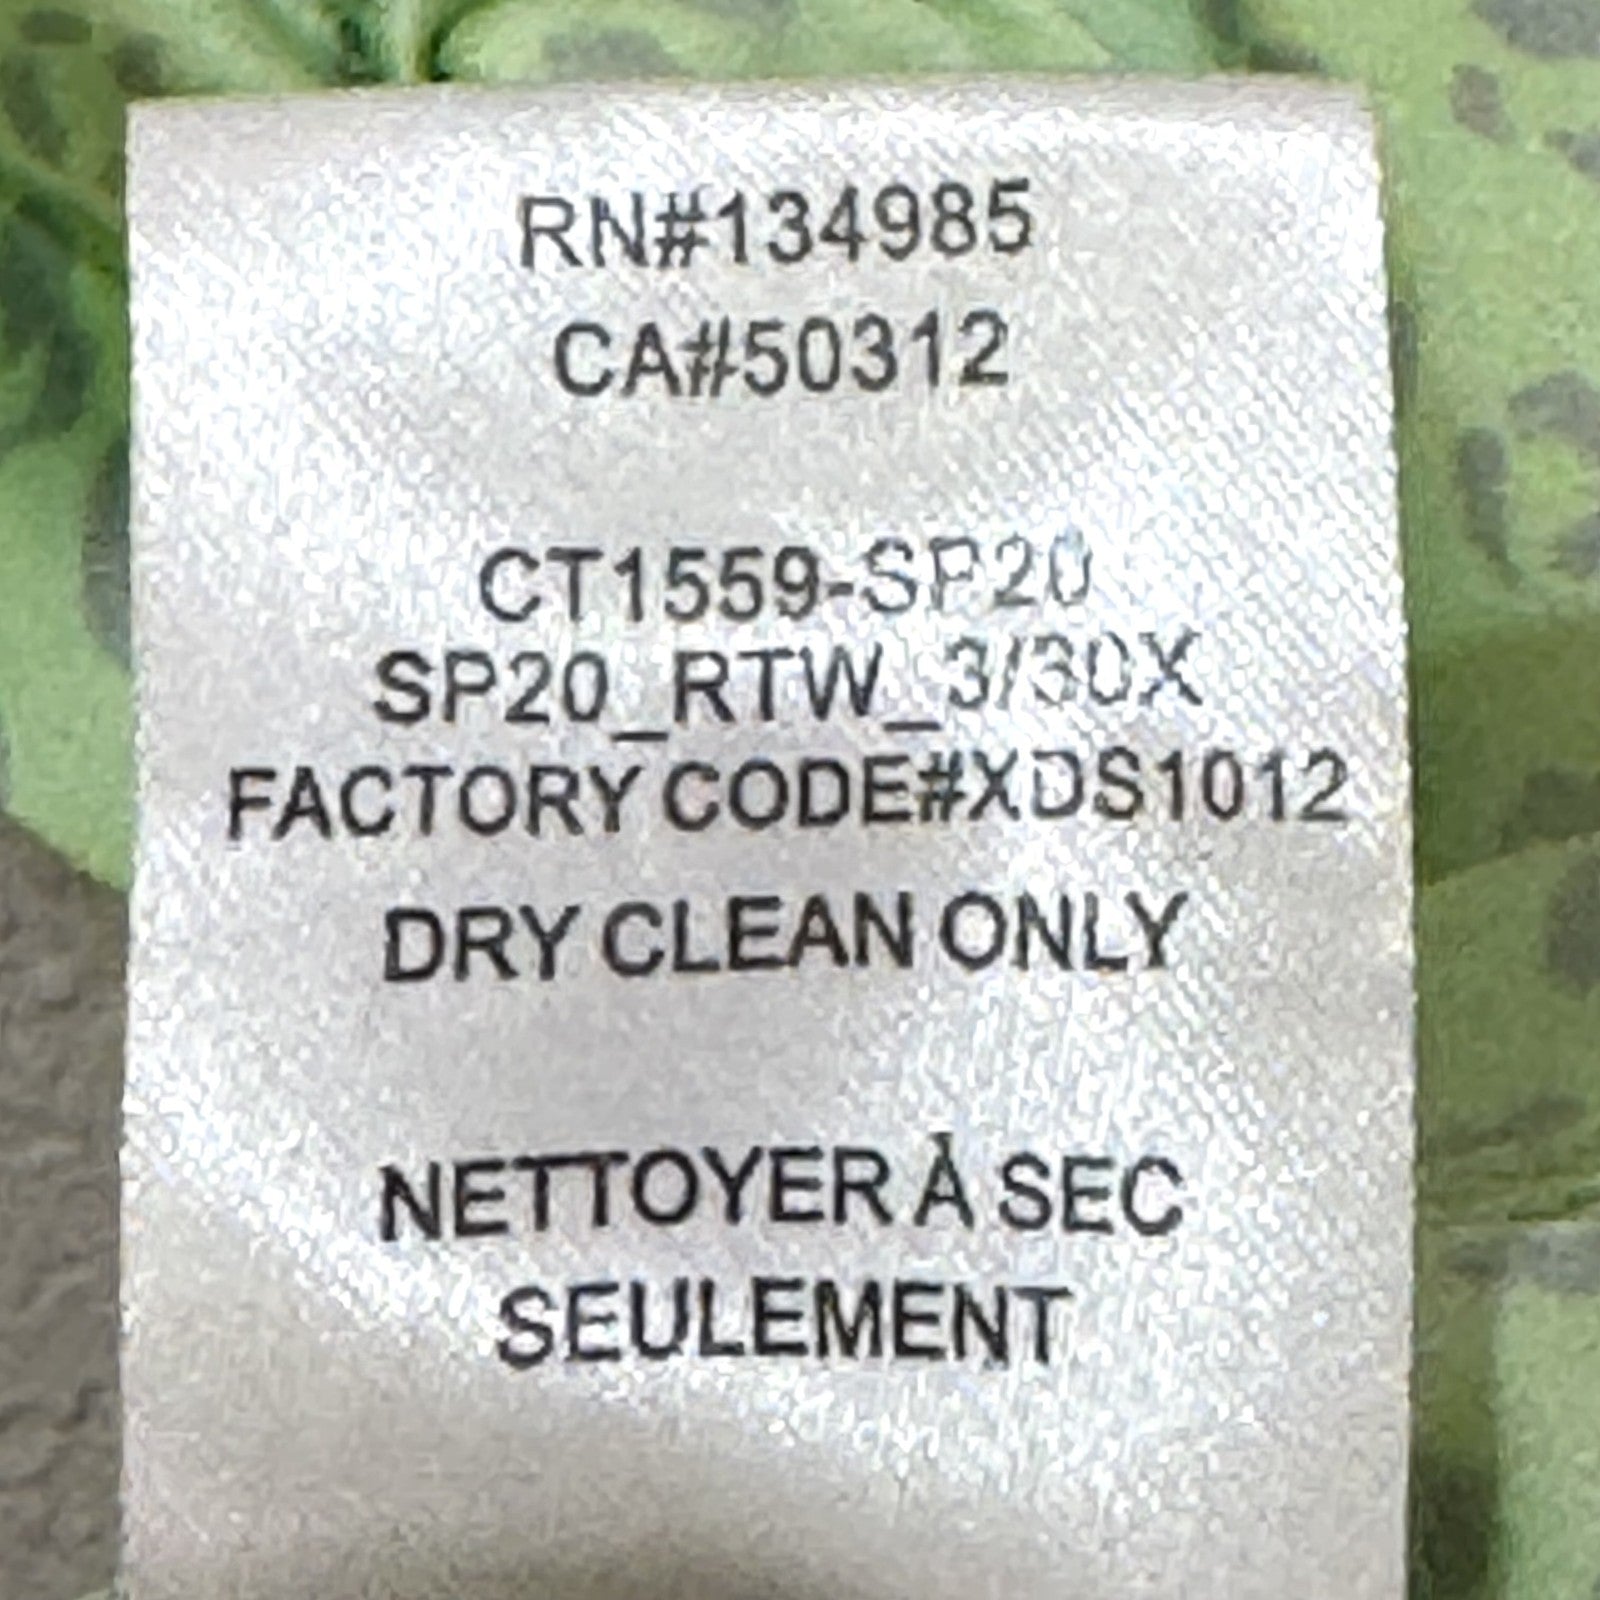 RN#134985
CA#50312
CT1559-SP20
SP20_RTW_3/30X
FACTORY CODE#XDS1012
DRY CLEAN ONLY
NETTOYER À SEC
SEULEMENT